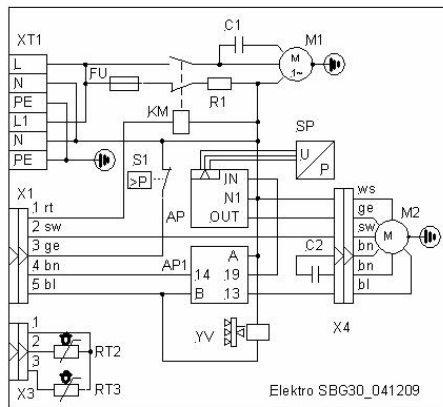 XT1
L
N
PE
L1
N
PE
FU
C1
M1
M
1~
R1
KM
S1
>P
SP
U
P
AP
IN
N1
OUT
X1
1 rt
2 sw
3 ge
4 bn
5 bl
AP1
A
14
19
B
13
C2
ws
ge
sw
bn
bn
bl
M2
M
X4
YV
1
2
3
X3
RT2
RT3
Elektro SBG30_041209